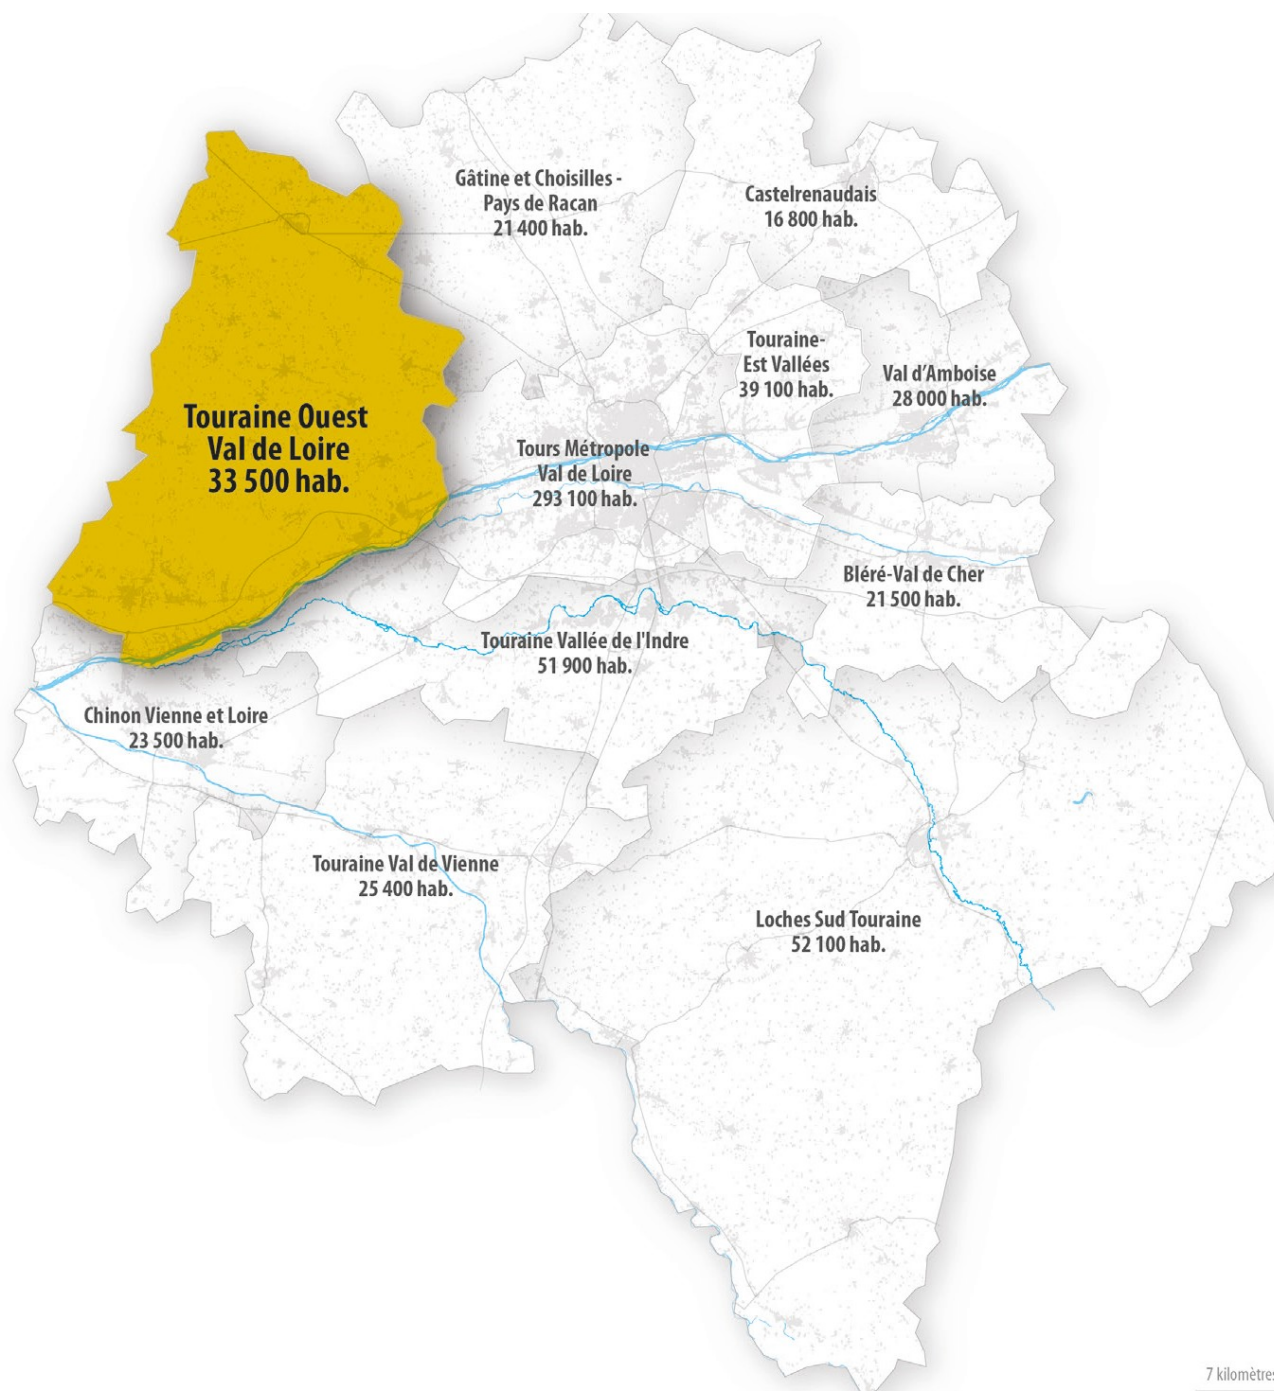 Gâtine et Choisilles -
Pays de Racan
21 400 hab.
Castelrenaudais
16 800 hab.
Touraine-
Est Vallées
39 100 hab.
Val d'Amboise
28 000 hab.
Touraine Ouest
Val de Loire
33 500 hab.
Tours Métropole
Val de Loire
293 100 hab.
Bléré-Val de Cher
21 500 hab.
Touraine Vallée de l'Indre
51 900 hab.
Chinon Vienne et Loire
23 500 hab.
Touraine Val de Vienne
25 400 hab.
Loches Sud Touraine
52 100 hab.
7 kilomètres